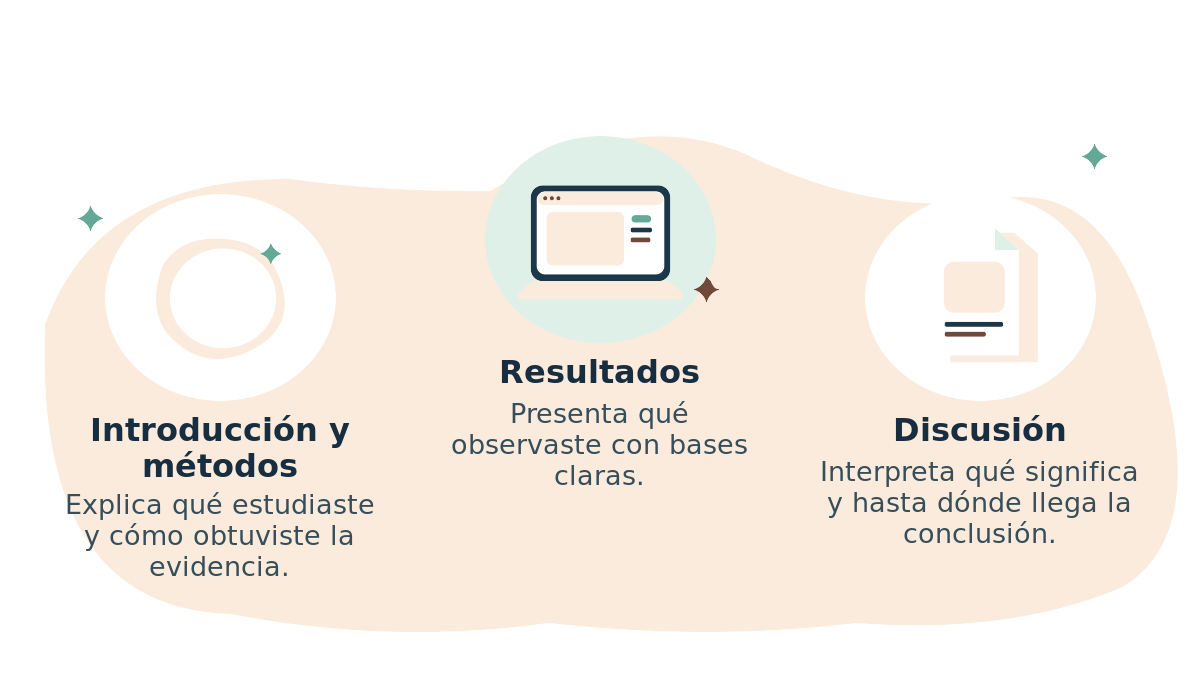 Introducción y
métodos
Explica qué estudiaste
y cómo obtuviste la
evidencia.
Resultados
Presenta qué
observaste con bases
claras.
Discusión
Interpreta qué significa
y hasta dónde llega la
conclusión.